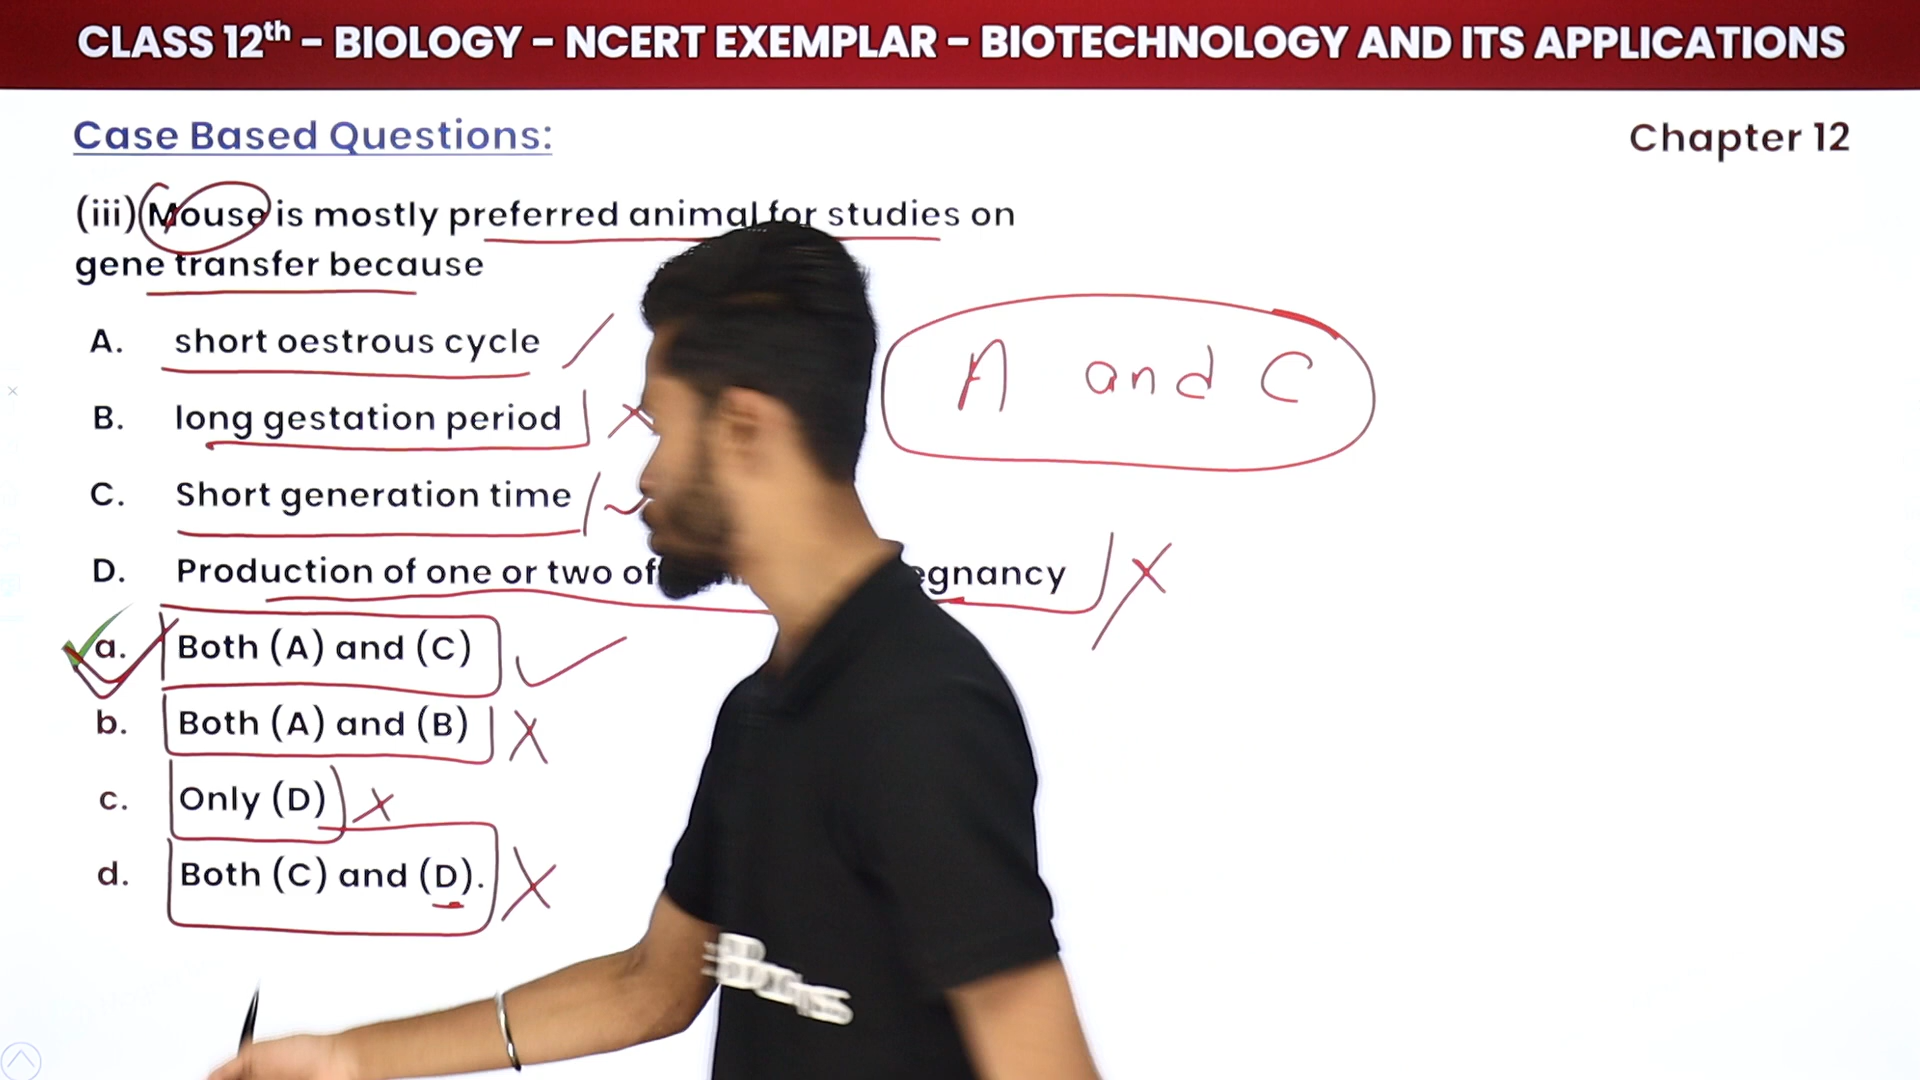 CLASS 12th – BIOLOGY – NCERT EXEMPLAR – BIOTECHNOLOGY AND ITS APPLICATIONS
Case Based Questions:
Chapter 12
(iii) Mouse is mostly preferred animal for studies on
gene transfer because
A. short oestrous cycle
B. long gestation period
C. Short generation time
D. Production of one or two
A and C
a. Both (A) and (C)
b. Both (A) and (B)
c. Only (D)
d. Both (C) and (D).